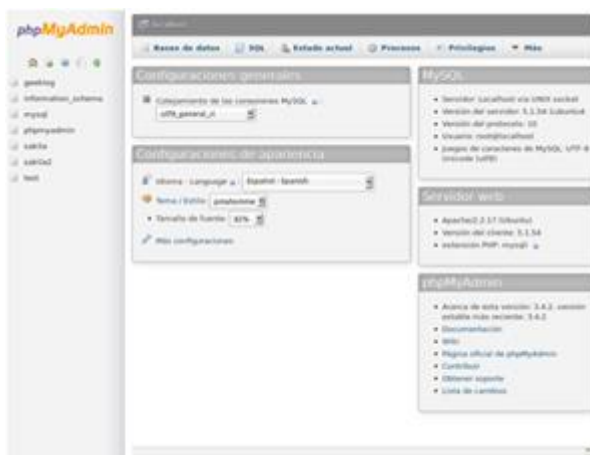 phpMyAdmin
localhost
Bases de datos SQL Estado actual Procesos Privilegios Más
geeklog
information_schema
mysql
phpmyadmin
sakila
sakila2
test
Configuraciones generales
Cotejamiento de las conexiones MySQL
utf8_general_ci
Configuraciones de apariencia
Idioma - Language : Español - Spanish
Tema / Estilo: pmahomme
Tamaño de fuente: 82%
Más configuraciones
MySQL
Servidor: Localhost via UNIX socket
Versión del servidor: 5.1.54
Versión del protocolo: 10
Usuario: root@localhost
Juegos de caracteres de MySQL: UTF-8
Unicode (utf8)
Servidor web
Apache/2.2.17 (Ubuntu)
Versión del cliente: 5.1.54
extensión PHP: mysqli
phpMyAdmin
Acerca de esta versión: 3.4.2, versión
estable más reciente: 3.4.2
Documentación
Wiki
Página oficial de phpMyAdmin
Contribuir
Obtener soporte
Lista de cambios